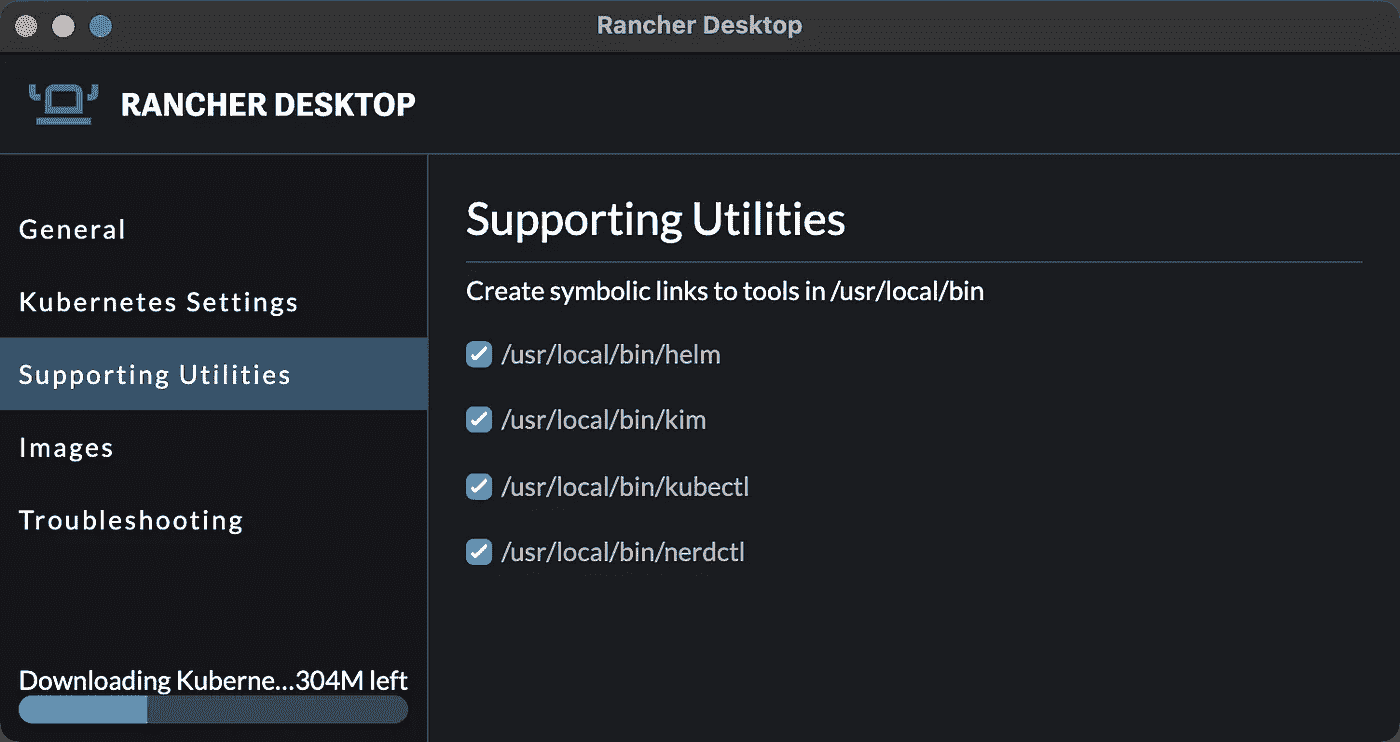 Rancher Desktop
RANCHER DESKTOP
General
Kubernetes Settings
Supporting Utilities
Images
Troubleshooting
Downloading Kuberne...304M left
Supporting Utilities
Create symbolic links to tools in /usr/local/bin
/usr/local/bin/helm
/usr/local/bin/kim
/usr/local/bin/kubectl
/usr/local/bin/nerdctl